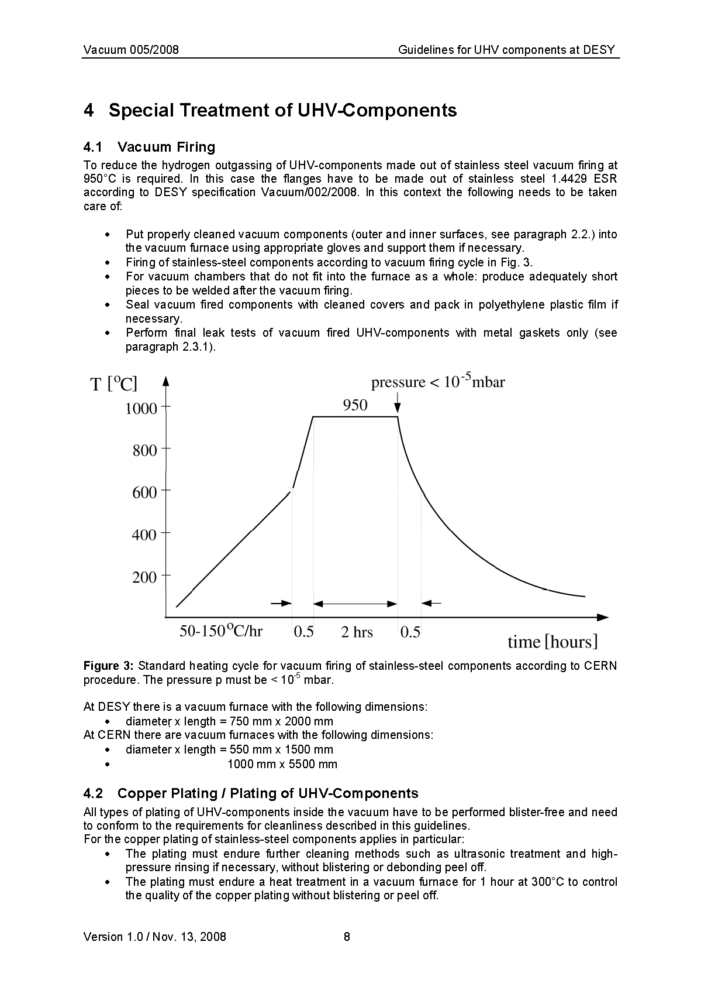 Vacuum 005/2008 Guidelines for UHV components at DESY
4 Special Treatment of UHV-Components
4.1 Vacuum Firing
To reduce the hydrogen outgassing of UHV-components made out of stainless steel vacuum firing at
950°C is required. In this case the flanges have to be made out of stainless steel 1.4429 ESR
according to DESY specification Vacuum/002/2008. In this context the following needs to be taken
care of:
• Put properly cleaned vacuum components (outer and inner surfaces, see paragraph 2.2.) into
the vacuum furnace using appropriate gloves and support them if necessary.
• Firing of stainless-steel components according to vacuum firing cycle in Fig. 3.
• For vacuum chambers that do not fit into the furnace as a whole: produce adequately short
pieces to be welded after the vacuum firing.
• Seal vacuum fired components with cleaned covers and pack in polyethylene plastic film if
necessary.
• Perform final leak tests of vacuum fired UHV-components with metal gaskets only (see
paragraph 2.3.1).
T [°C]
pressure < 10⁻⁵ mbar
950
1000
800
600
400
200
50-150°C/hr 0.5 2 hrs 0.5
time [hours]
Figure 3: Standard heating cycle for vacuum firing of stainless-steel components according to CERN
procedure. The pressure p must be < 10⁻⁵ mbar.
At DESY there is a vacuum furnace with the following dimensions:
• diameter x length = 750 mm x 2000 mm
At CERN there are vacuum furnaces with the following dimensions:
• diameter x length = 550 mm x 1500 mm
• 1000 mm x 5500 mm
4.2 Copper Plating / Plating of UHV-Components
All types of plating of UHV-components inside the vacuum have to be performed blister-free and need
to conform to the requirements for cleanliness described in this guidelines.
For the copper plating of stainless-steel components applies in particular:
• The plating must endure further cleaning methods such as ultrasonic treatment and high-
pressure rinsing if necessary, without blistering or debonding peel off.
• The plating must endure a heat treatment in a vacuum furnace for 1 hour at 300°C to control
the quality of the copper plating without blistering or peel off.
Version 1.0 / Nov. 13, 2008 8